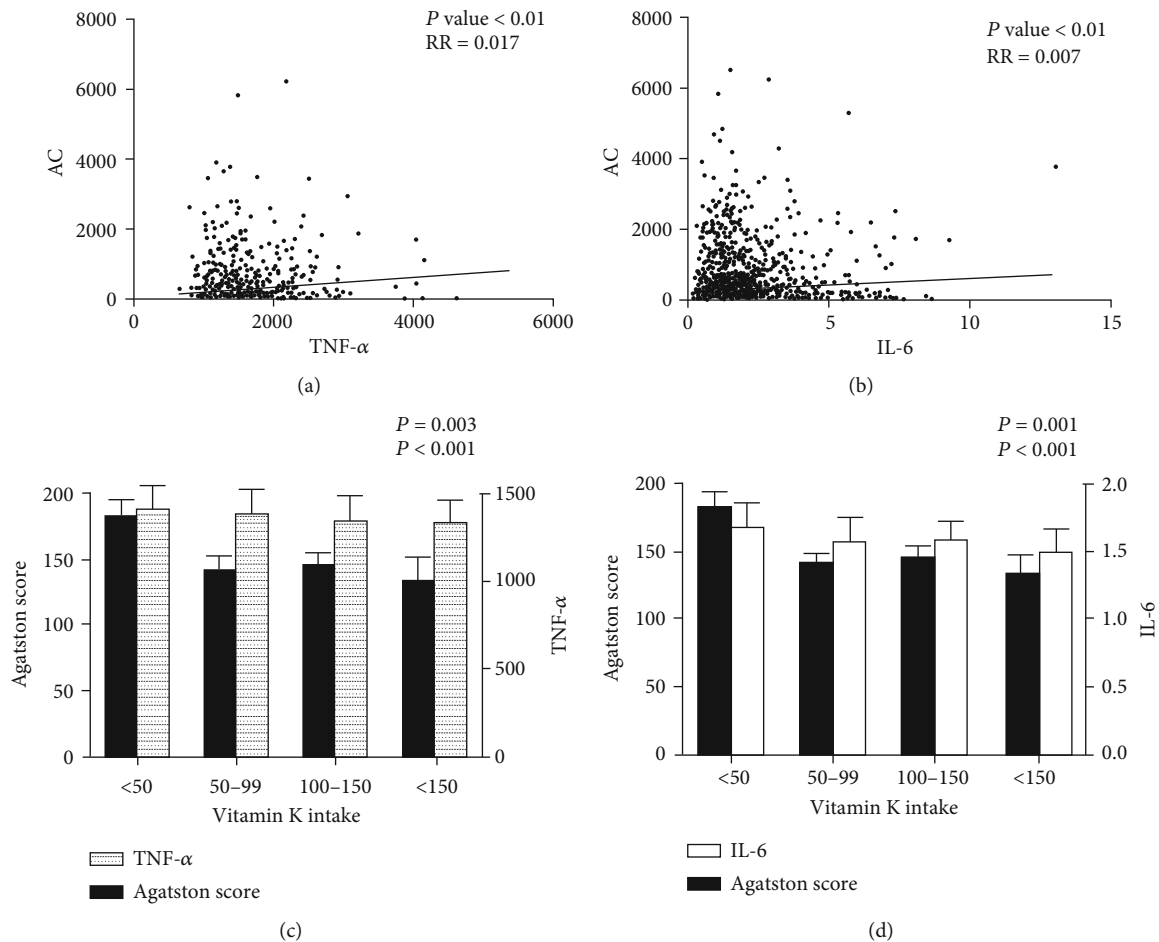 8000
6000
4000
2000
0
AC
P value < 0.01
RR = 0.017
0
2000
4000
6000
TNF-α
(a)
8000
6000
4000
2000
0
AC
P value < 0.01
RR = 0.007
0
5
10
15
IL-6
(b)
P = 0.003
P < 0.001
200
150
100
50
0
Agatston score
1500
1000
500
0
TNF-α
<50
50–99
100–150
<150
Vitamin K intake
TNF-α
Agatston score
(c)
P = 0.001
P < 0.001
200
150
100
50
0
Agatston score
2.0
1.5
1.0
0.5
0.0
IL-6
<50
50–99
100–150
<150
Vitamin K intake
IL-6
Agatston score
(d)